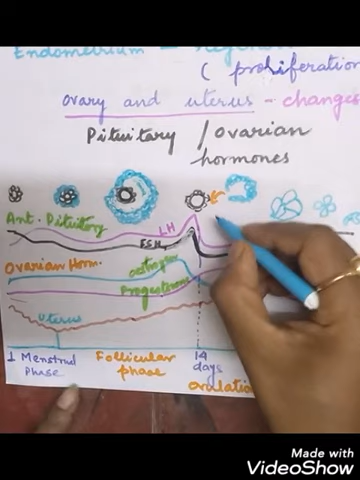 Endometrium -
( proliferation
ovary and uterus - changes
Pituitary / ovarian
hormones
Ant. Pituitary
LH
FSH
Ovarian Horm.
oestrogen
Progesterone
uterus
1 Menstrual
Phase
Follicular
phase
14
days
ovulation
Made with
VideoShow